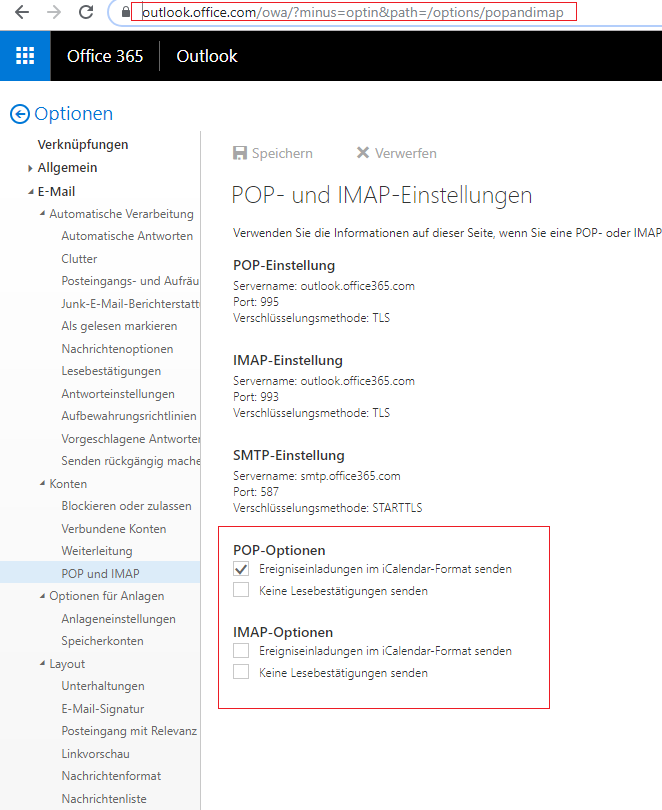 outlook.office.com/owa/?minus=optin&path=/options/popandimap
Office 365
Outlook
Optionen
Verknüpfungen
Allgemein
E-Mail
Automatische Verarbeitung
Automatische Antworten
Clutter
Posteingangs- und Aufräu
Junk-E-Mail-Berichterstatt
Als gelesen markieren
Nachrichtenoptionen
Lesebestätigungen
Antworteinstellungen
Aufbewahrungsrichtlinien
Vorgeschlagene Antworter
Senden rückgängig mache
Konten
Blockieren oder zulassen
Verbundene Konten
Weiterleitung
POP und IMAP
Optionen für Anlagen
Anlageneinstellungen
Speicherkonten
Layout
Unterhaltungen
E-Mail-Signatur
Posteingang mit Relevanz
Linkvorschau
Nachrichtenformat
Nachrichtenliste
Speichern
Verwerfen
POP- und IMAP-Einstellungen
Verwenden Sie die Informationen auf dieser Seite, wenn Sie eine POP- oder IMAP
POP-Einstellung
Servername: outlook.office365.com
Port: 995
Verschlüsselungsmethode: TLS
IMAP-Einstellung
Servername: outlook.office365.com
Port: 993
Verschlüsselungsmethode: TLS
SMTP-Einstellung
Servername: smtp.office365.com
Port: 587
Verschlüsselungsmethode: STARTTLS
POP-Optionen
Ereigniseinladungen im iCalendar-Format senden
Keine Lesebestätigungen senden
IMAP-Optionen
Ereigniseinladungen im iCalendar-Format senden
Keine Lesebestätigungen senden